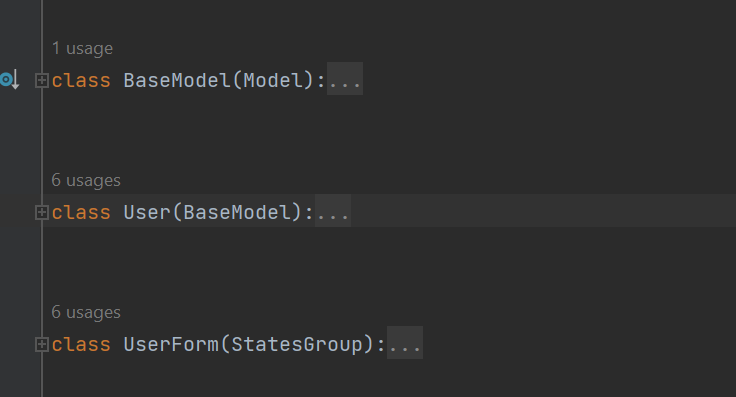 1 usage
class BaseModel(Model):...
6 usages
class User(BaseModel):...
6 usages
class UserForm(StatesGroup):...